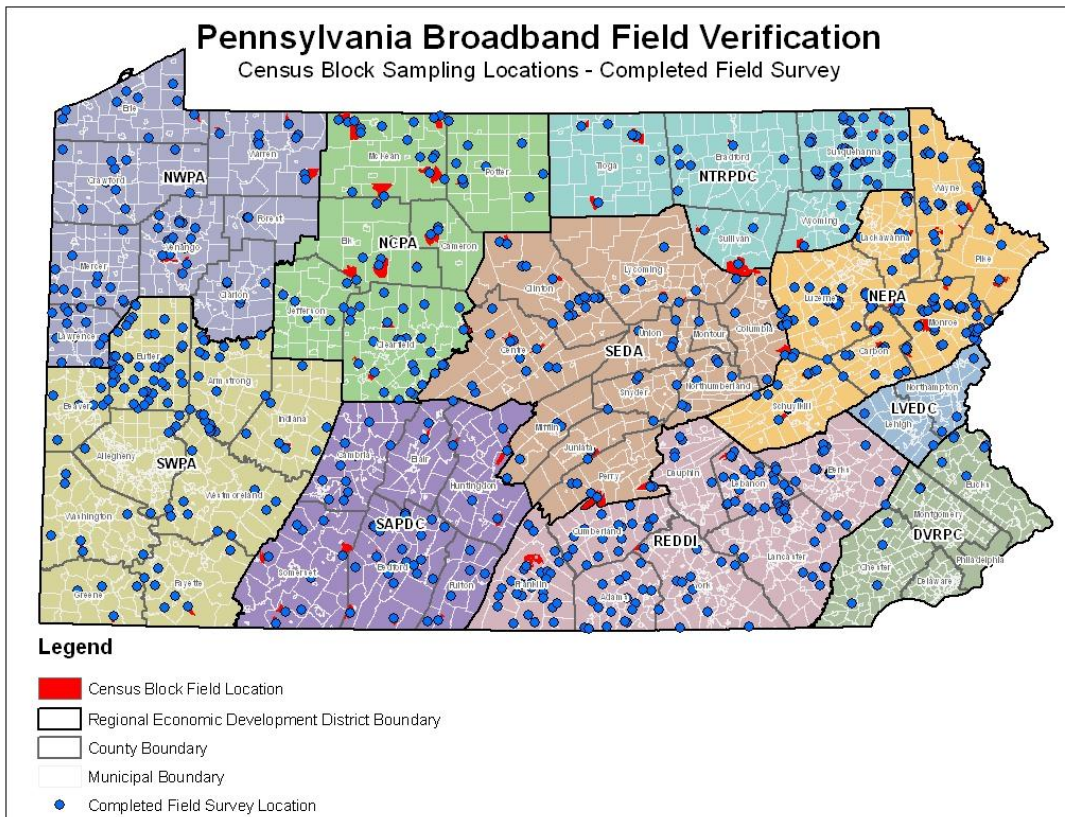 Pennsylvania Broadband Field Verification
Census Block Sampling Locations - Completed Field Survey
Erie
Warren
McKean
Potter
Tioga
Bradford
Susquehanna
NTRPDC
Crawford
NWPA
Wayne
Forest
Wyoming
Elk
NCPA
Cameron
Sullivan
Lackawanna
Venango
Pike
Mercer
Lycoming
Clinton
Clarion
Luzerne
NEPA
Jefferson
Lawrence
Columbia
Monroe
Union
Montour
Clearfield
Centre
SEDA
Carbon
Butler
Armstrong
Snyder
Northumberland
Northampton
Beaver
Indiana
Schuylkill
LVEDC
Lehigh
Mifflin
Allegheny
Juniata
SWPA
Cambria
Blair
Dauphin
Berks
Perry
Lebanon
Huntingdon
Bucks
Westmoreland
Washington
SAPDC
Cumberland
REDDI
Montgomery
DVRPC
Lancaster
Philadelphia
Somerset
Bedford
Chester
Franklin
York
Delaware
Fulton
Fayette
Greene
Adams
Legend
Census Block Field Location
Regional Economic Development District Boundary
County Boundary
Municipal Boundary
Completed Field Survey Location